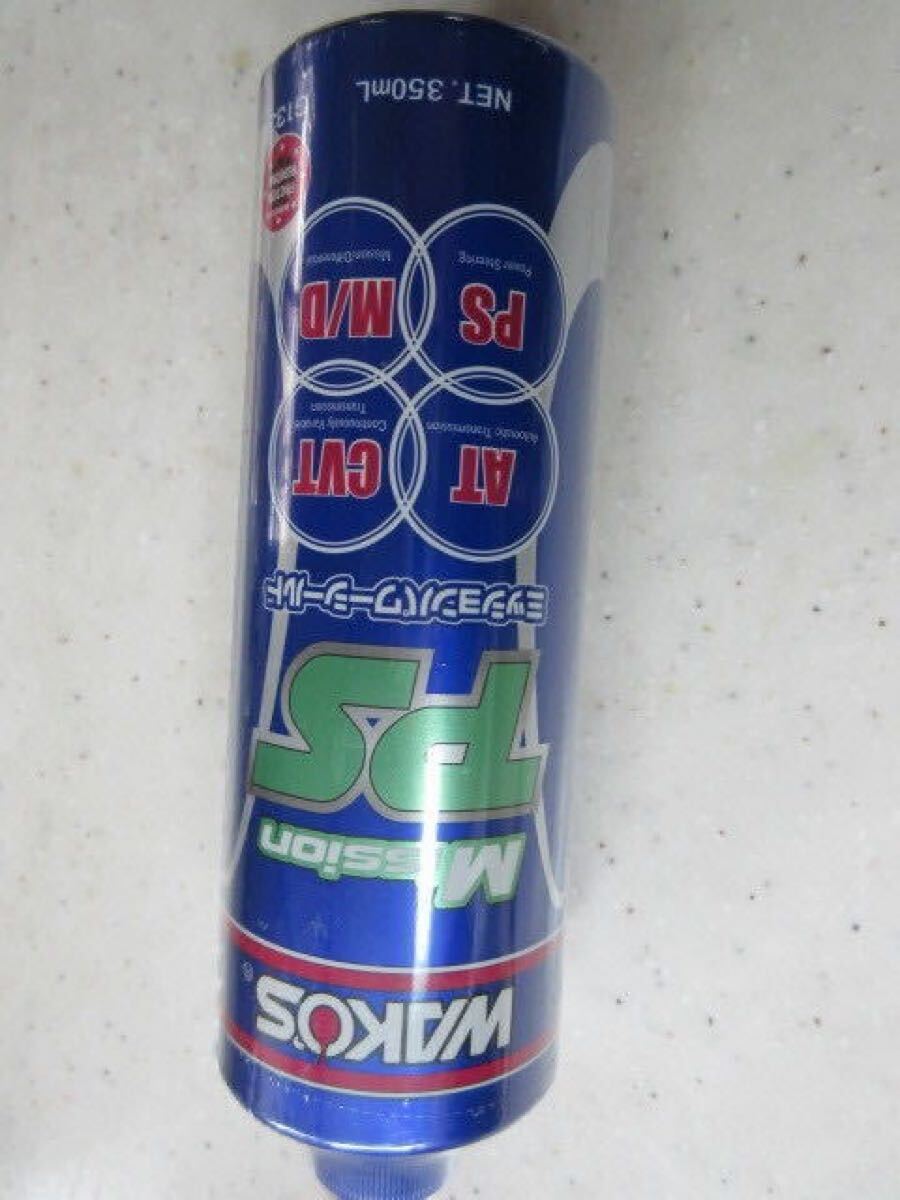 WAKO'S®
Mission
PS
ミッションパワーシールド
AT
Automatic Transmission
CVT
Continuously Variable
Transmission
PS
Power Steering
M/D
NET. 350mL